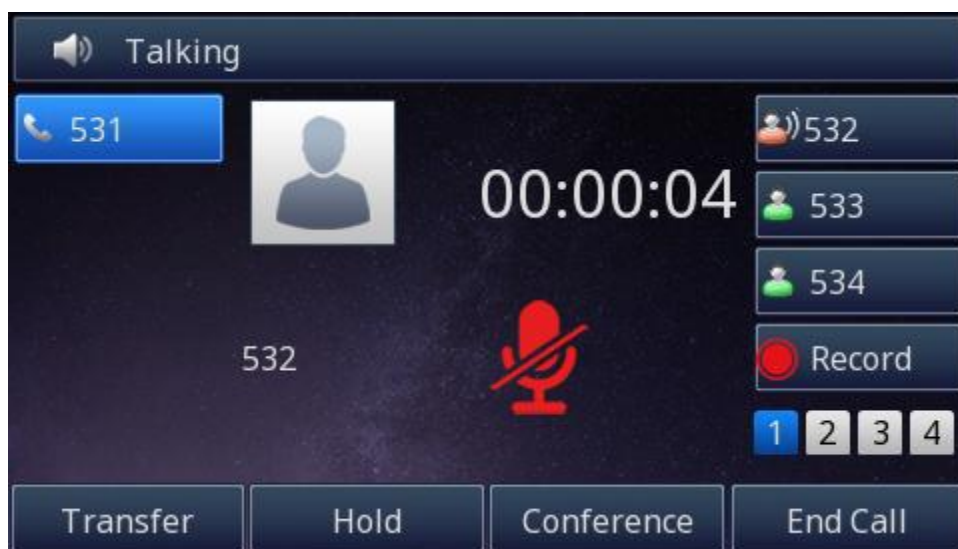 Talking
531
532
00:00:04
533
534
532
Record
1 2 3 4
Transfer Hold Conference End Call